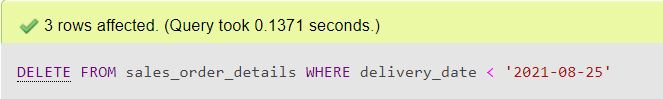 3 rows affected. (Query took 0.1371 seconds.)
DELETE FROM sales_order_details WHERE delivery_date < '2021-08-25'